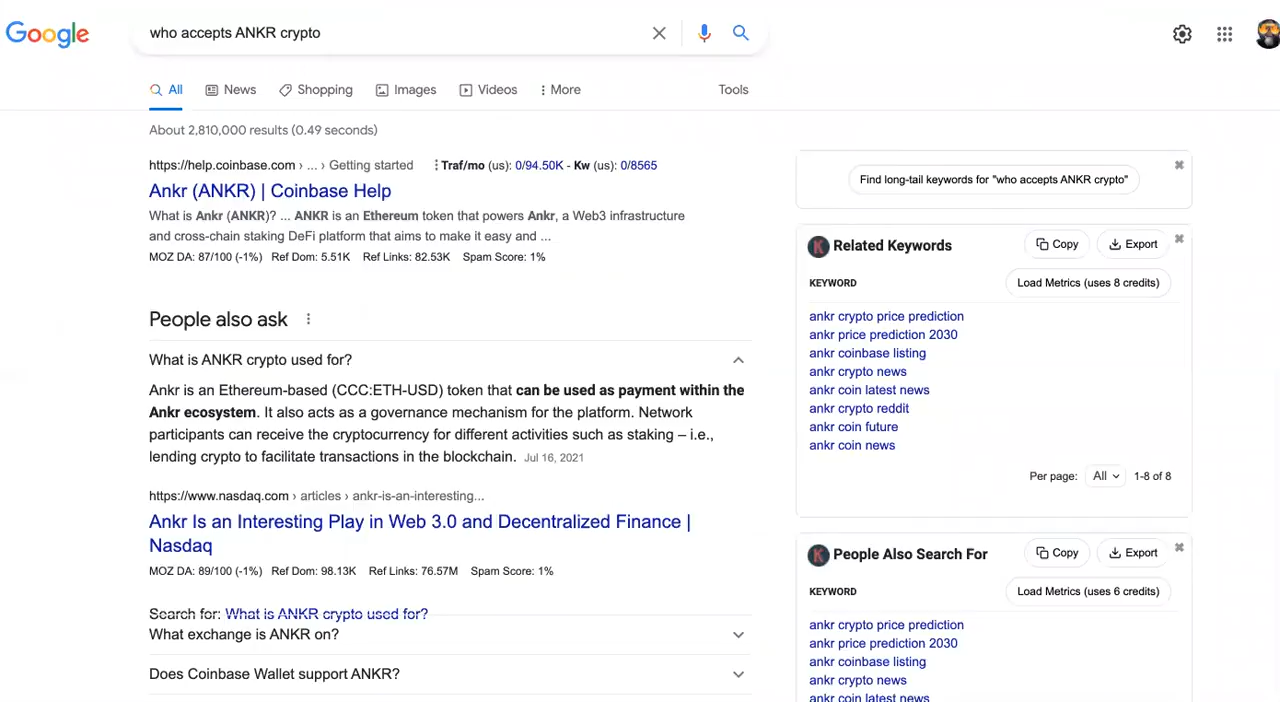 Google
who accepts ANKR crypto
All News Shopping Images Videos More Tools
About 2,810,000 results (0.49 seconds)
https://help.coinbase.com › ... › Getting started Traf/mo (us): 0/94.50K - Kw (us): 0/8565
Ankr (ANKR) | Coinbase Help
What is Ankr (ANKR)? ... ANKR is an Ethereum token that powers Ankr, a Web3 infrastructure
and cross-chain staking DeFi platform that aims to make it easy and ...
MOZ DA: 87/100 (-1%) Ref Dom: 5.51K Ref Links: 82.53K Spam Score: 1%
People also ask
What is ANKR crypto used for?
Ankr is an Ethereum-based (CCC:ETH-USD) token that can be used as payment within the
Ankr ecosystem. It also acts as a governance mechanism for the platform. Network
participants can receive the cryptocurrency for different activities such as staking – i.e.,
lending crypto to facilitate transactions in the blockchain. Jul 16, 2021
https://www.nasdaq.com › articles › ankr-is-an-interesting...
Ankr Is an Interesting Play in Web 3.0 and Decentralized Finance |
Nasdaq
MOZ DA: 89/100 (-1%) Ref Dom: 98.13K Ref Links: 76.57M Spam Score: 1%
Search for: What is ANKR crypto used for?
What exchange is ANKR on?
Does Coinbase Wallet support ANKR?
Find long-tail keywords for "who accepts ANKR crypto"
K Related Keywords Copy Export
KEYWORD Load Metrics (uses 8 credits)
ankr crypto price prediction
ankr price prediction 2030
ankr coinbase listing
ankr crypto news
ankr coin latest news
ankr crypto reddit
ankr coin future
ankr coin news
Per page: All 1-8 of 8
K People Also Search For Copy Export
KEYWORD Load Metrics (uses 6 credits)
ankr crypto price prediction
ankr price prediction 2030
ankr coinbase listing
ankr crypto news
ankr coin latest news